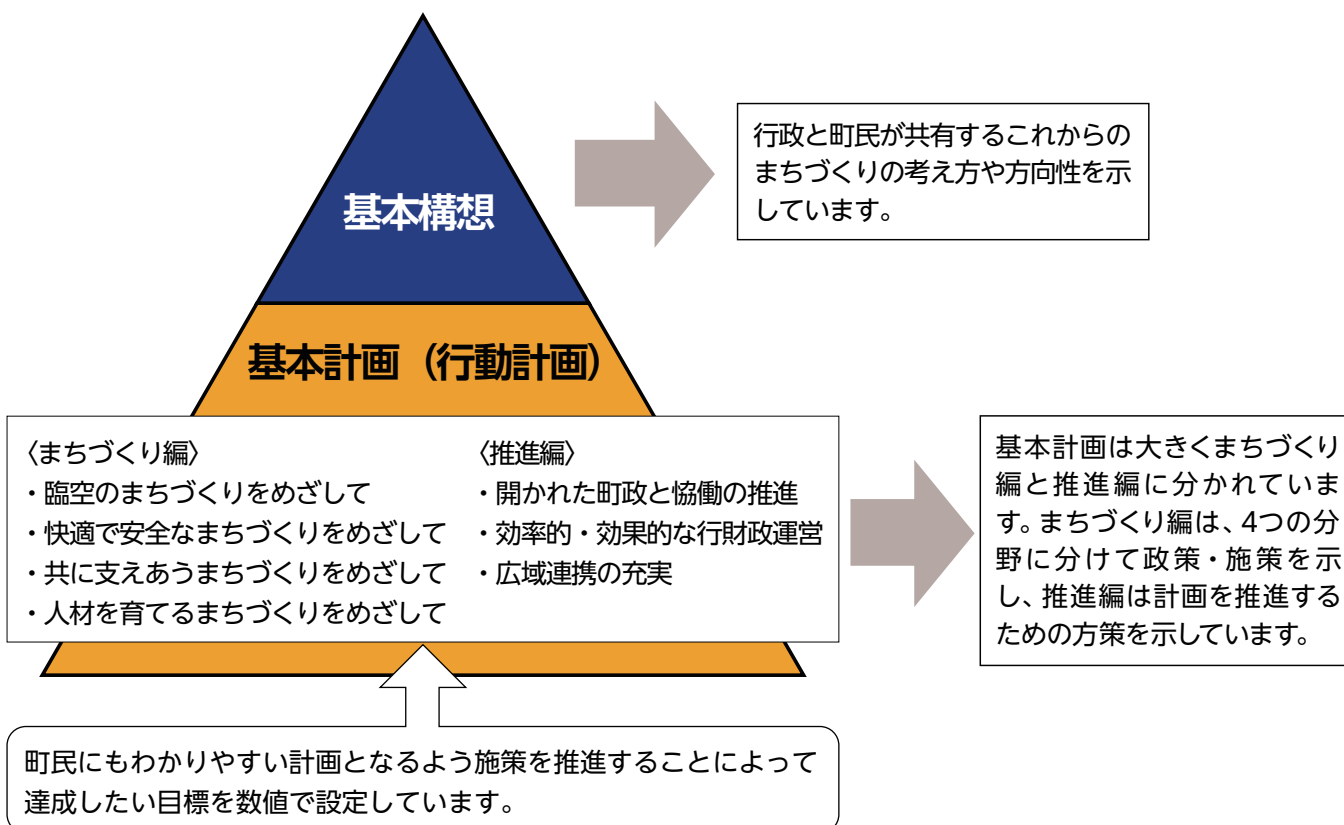 基本構想
行政と町民が共有するこれからの
まちづくりの考え方や方向性を示
しています。
基本計画（行動計画）
〈まちづくり編〉
・臨空のまちづくりをめざして
・快適で安全なまちづくりをめざして
・共に支えあうまちづくりをめざして
・人材を育てるまちづくりをめざして
〈推進編〉
・開かれた町政と協働の推進
・効率的・効果的な行財政運営
・広域連携の充実
基本計画は大きくまちづくり
編と推進編に分かれていま
す。まちづくり編は、4つの分
野に分けて政策・施策を示
し、推進編は計画を推進する
ための方策を示しています。
町民にもわかりやすい計画となるよう施策を推進することによって
達成したい目標を数値で設定しています。